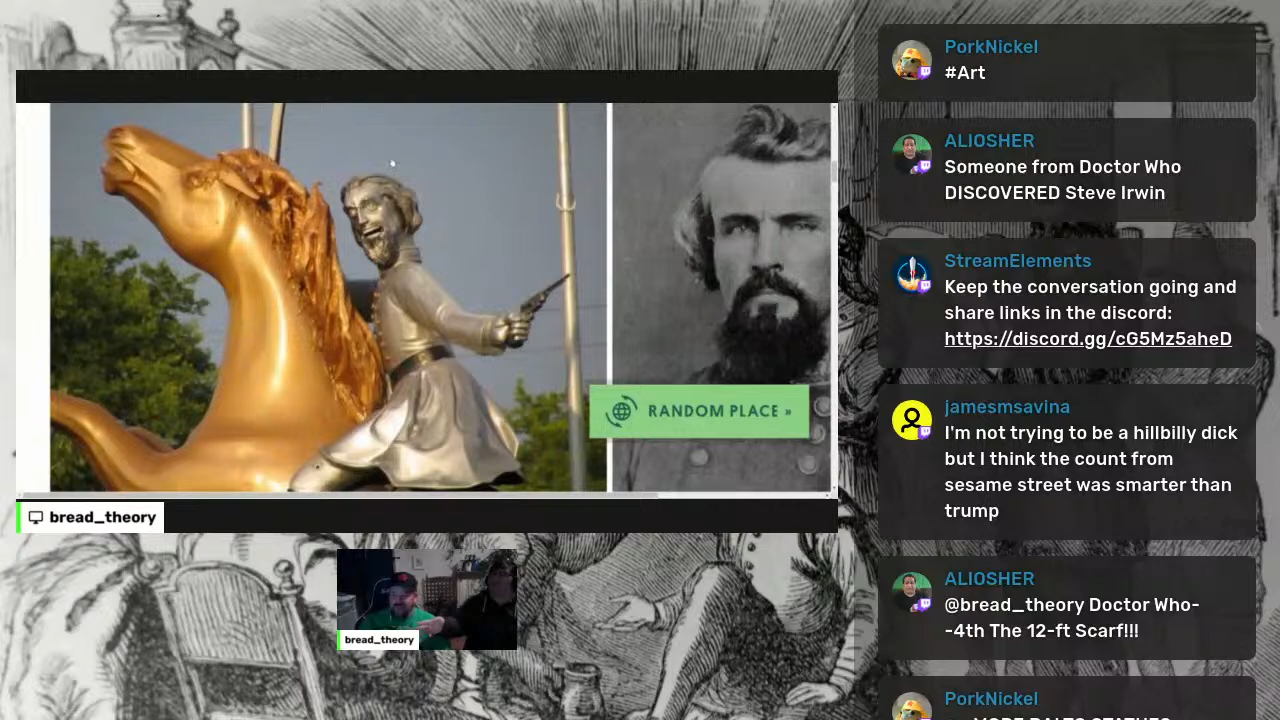 RANDOM PLACE »
bread_theory
bread_theory
PorkNickel
#Art
ALIOSHER
Someone from Doctor Who
DISCOVERED Steve Irwin
StreamElements
Keep the conversation going and
share links in the discord:
https://discord.gg/cG5Mz5aheD
jamesmsavina
I'm not trying to be a hillbilly dick
but I think the count from
sesame street was smarter than
trump
ALIOSHER
@bread_theory Doctor Who-
-4th The 12-ft Scarf!!!
PorkNickel